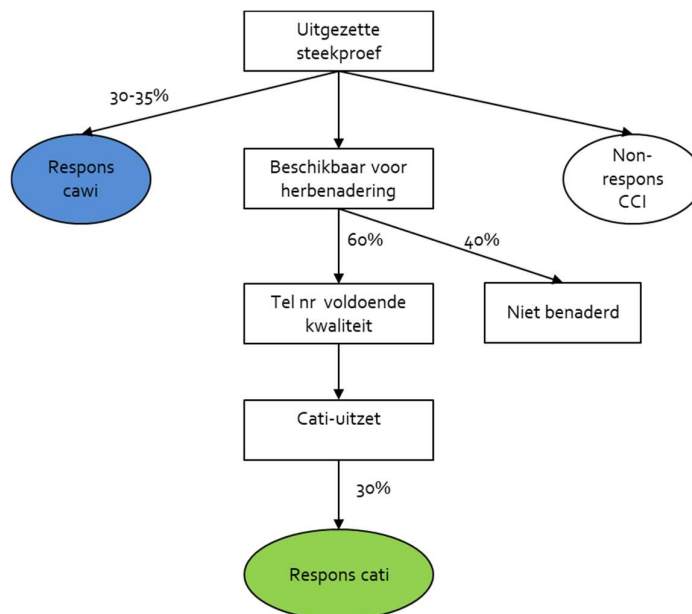 Uitgezette
steekproef
30-35%
Respons
cawi
Beschikbaar voor
herbenadering
Non-
respons
CCI
60%
40%
Tel nr voldoende
kwaliteit
Niet benaderd
Cati-uitzet
30%
Respons cati